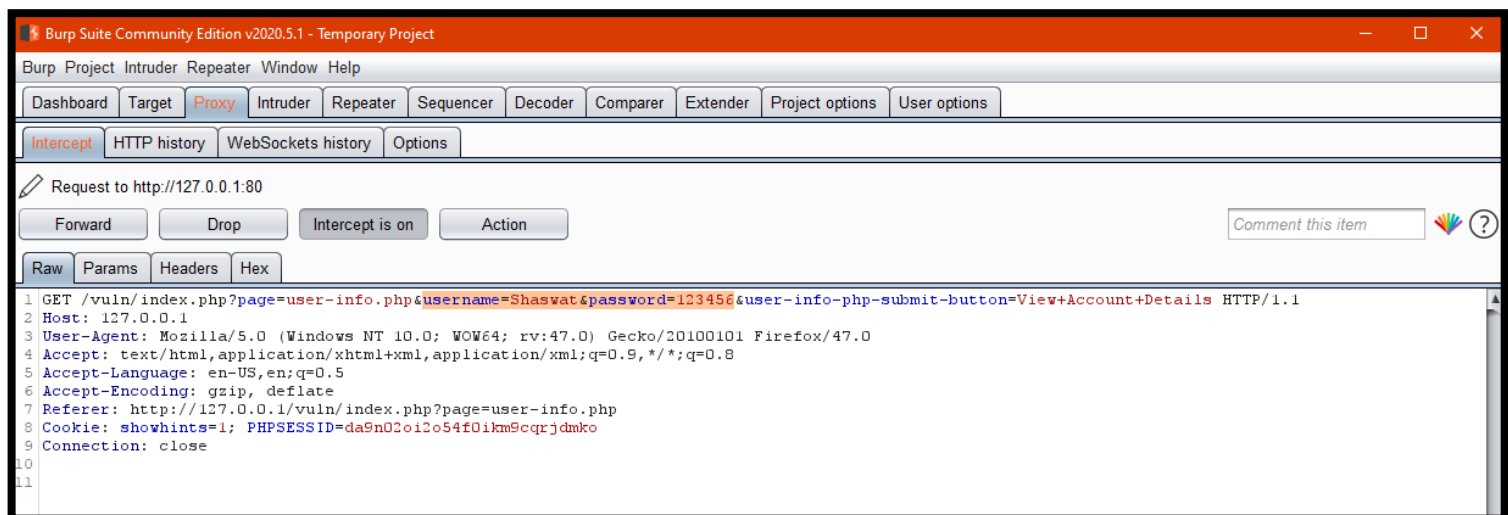 Burp Suite Community Edition v2020.5.1 - Temporary Project
Burp Project Intruder Repeater Window Help
Dashboard Target Proxy Intruder Repeater Sequencer Decoder Comparer Extender Project options User options
Intercept HTTP history WebSockets history Options
Request to http://127.0.0.1:80
Forward Drop Intercept is on Action Comment this item ?
Raw Params Headers Hex
1 GET /vuln/index.php?page=user-info.php&username=Shaswat&password=123456&user-info-php-submit-button=View+Account+Details HTTP/1.1
2 Host: 127.0.0.1
3 User-Agent: Mozilla/5.0 (Windows NT 10.0; WOW64; rv:47.0) Gecko/20100101 Firefox/47.0
4 Accept: text/html,application/xhtml+xml,application/xml;q=0.9,*/*;q=0.8
5 Accept-Language: en-US,en;q=0.5
6 Accept-Encoding: gzip, deflate
7 Referer: http://127.0.0.1/vuln/index.php?page=user-info.php
8 Cookie: showhints=1; PHPSESSID=da9n02oi2o54f0ikm9cqrjdmko
9 Connection: close
10
11